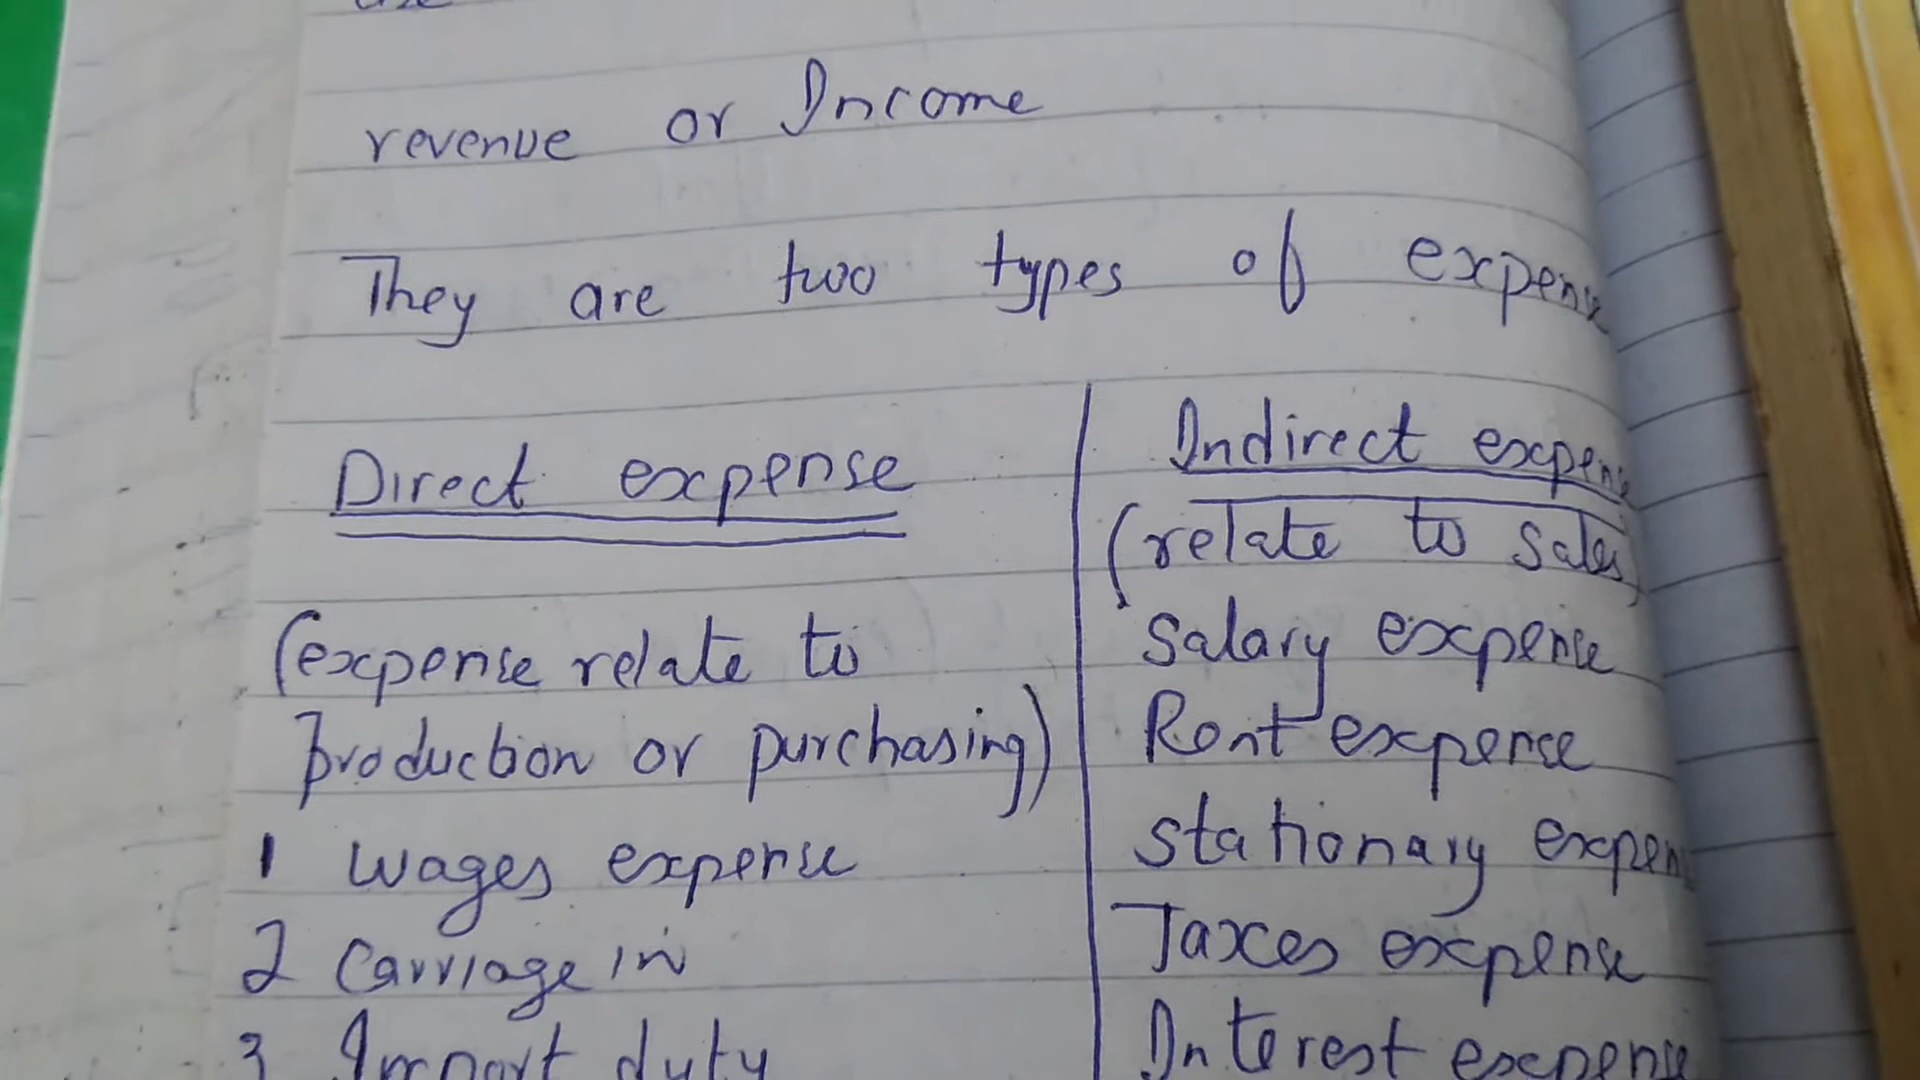 revenue or Income
They are two types of expense
Direct expense
(expense relate to
production or purchasing)
1 wages expense
2 Carriage in
3 Import duty
Indirect expense
(relate to sales)
Salary expense
Rent expense
Stationary expen
Taxes expense
Interest expense